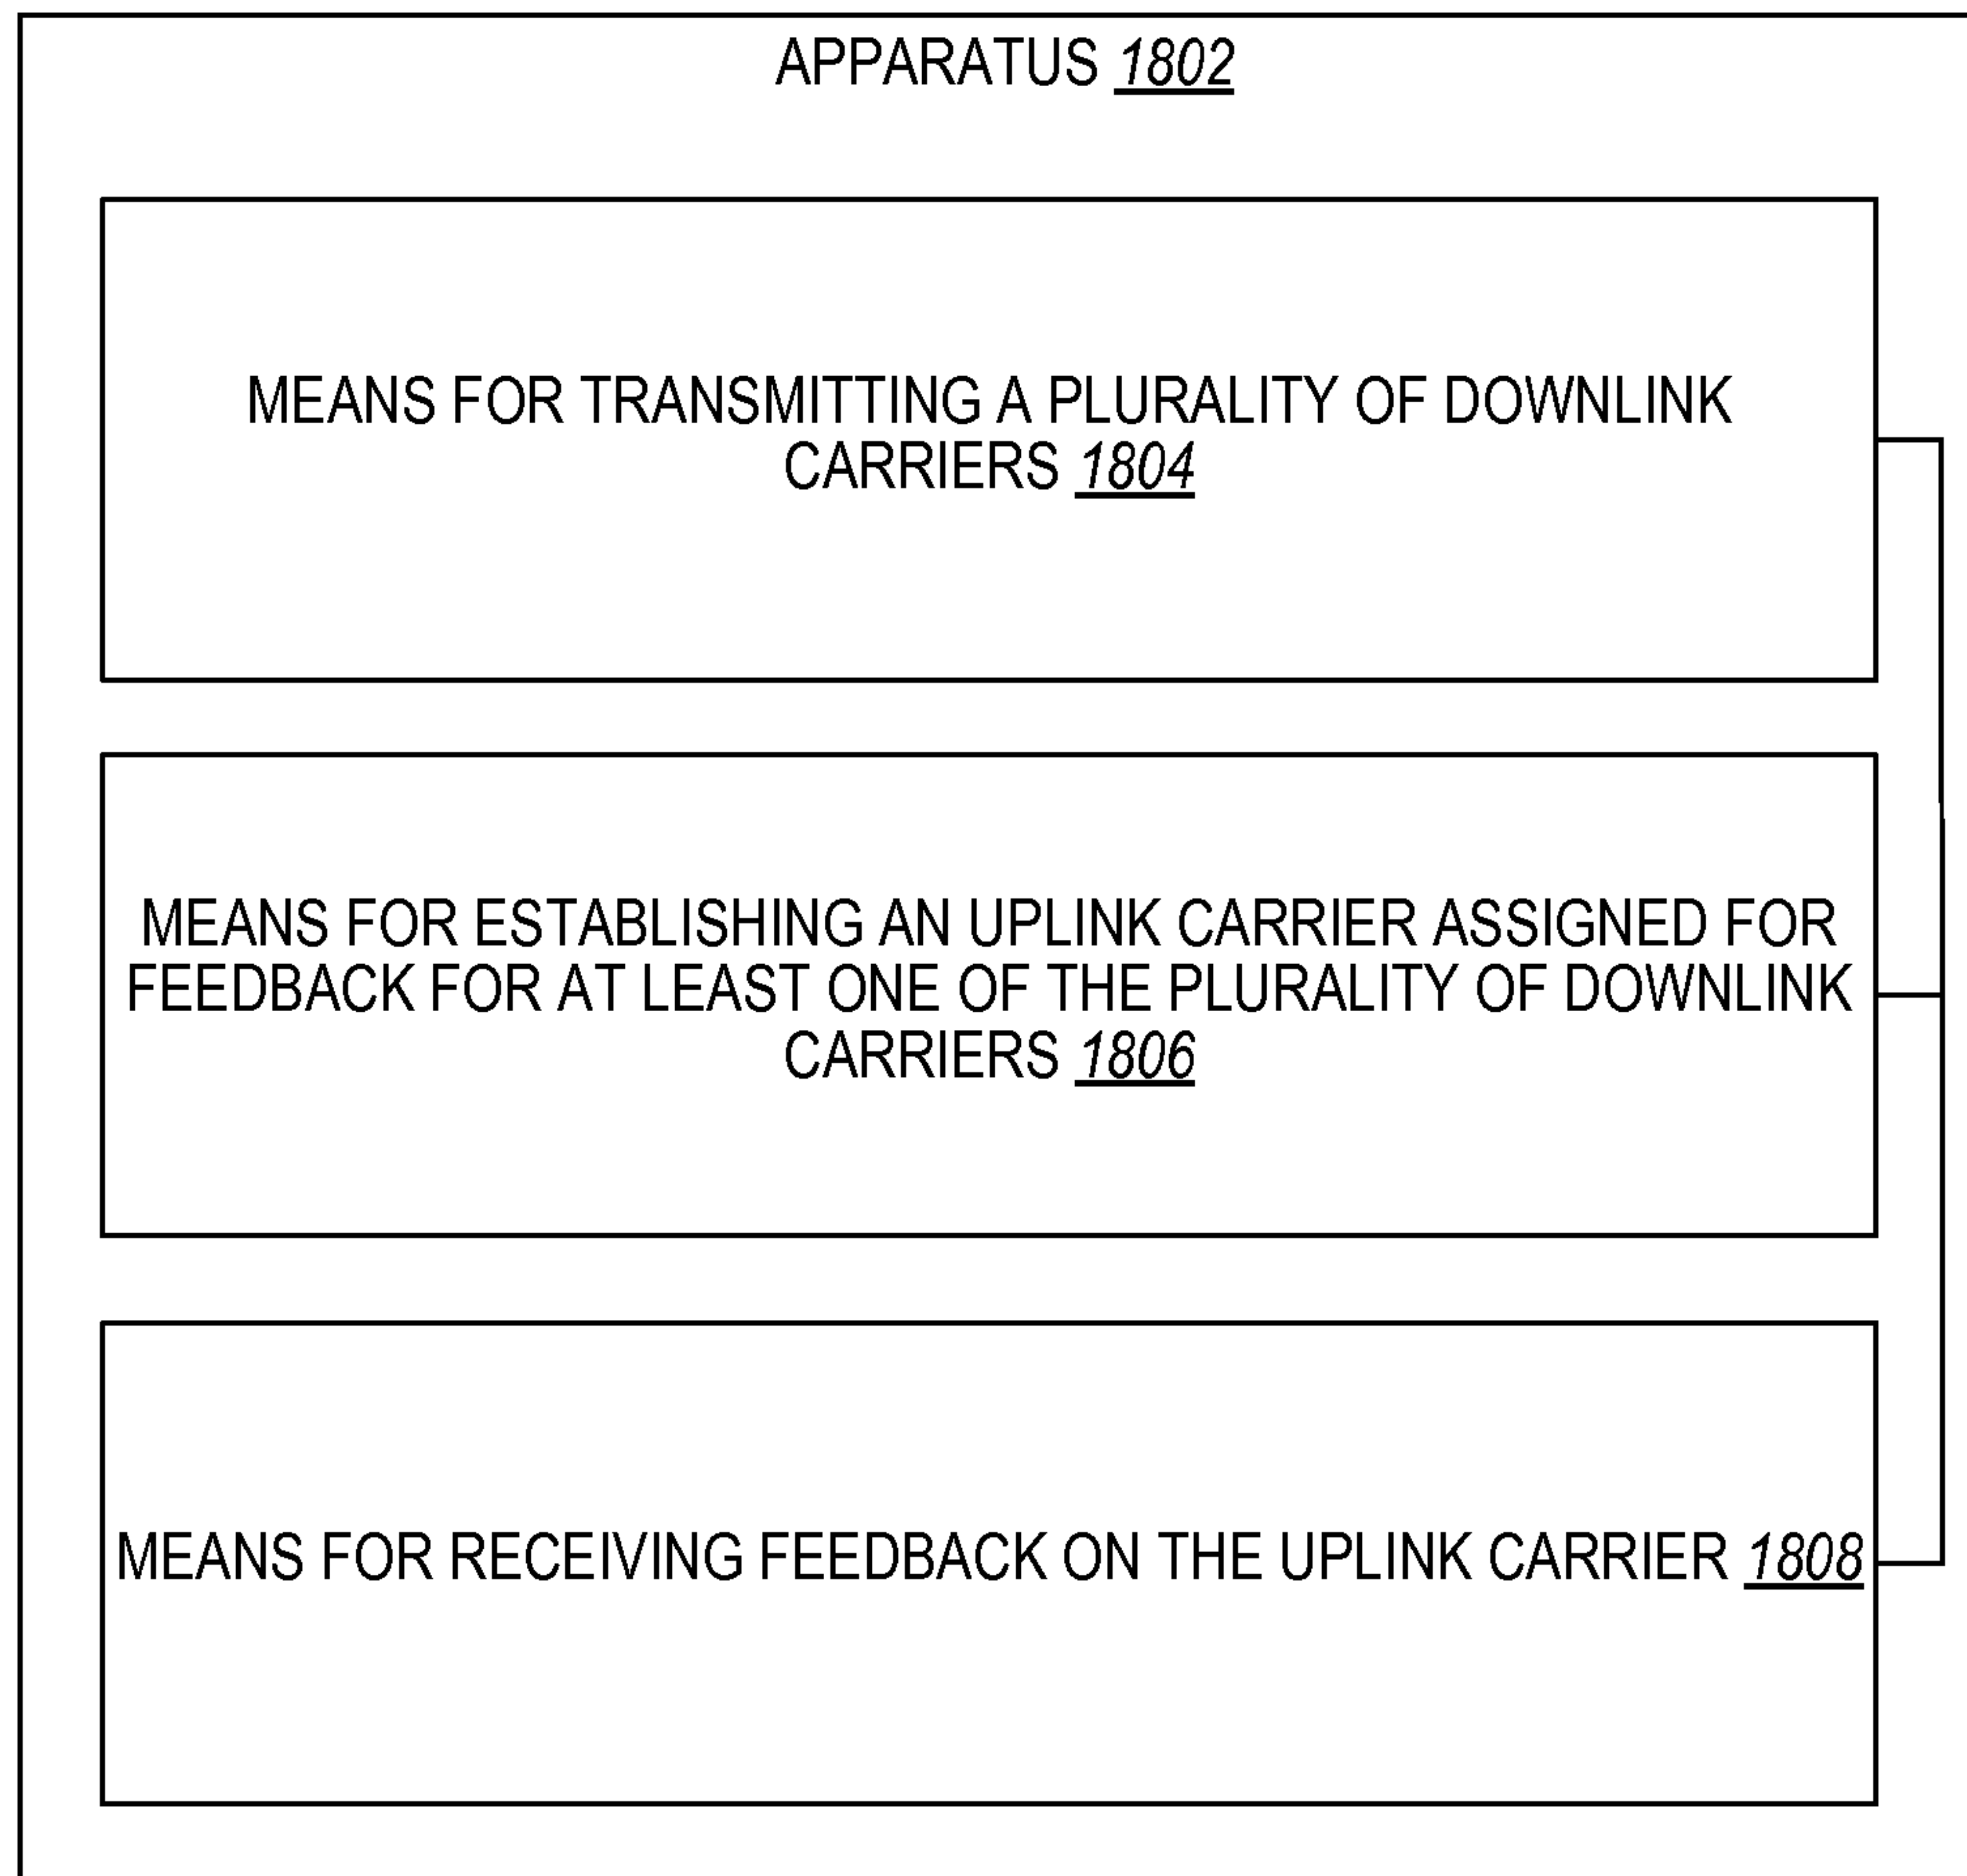 APPARATUS 1802
MEANS FOR TRANSMITTING A PLURALITY OF DOWNLINK
CARRIERS 1804
MEANS FOR ESTABLISHING AN UPLINK CARRIER ASSIGNED FOR
FEEDBACK FOR AT LEAST ONE OF THE PLURALITY OF DOWNLINK
CARRIERS 1806
MEANS FOR RECEIVING FEEDBACK ON THE UPLINK CARRIER 1808